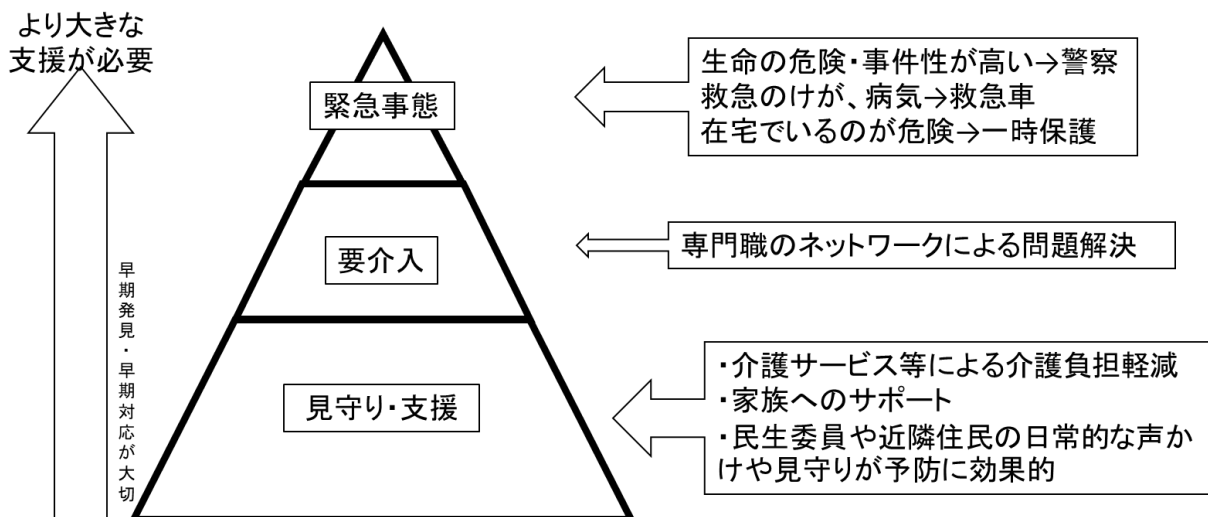 より大きな
支援が必要
緊急事態
生命の危険・事件性が高い→警察
救急のけが、病気→救急車
在宅でいるのが危険→一時保護
要介入
専門職のネットワークによる問題解決
早期発見・早期対応が大切
見守り・支援
・介護サービス等による介護負担軽減
・家族へのサポート
・民生委員や近隣住民の日常的な声か
けや見守りが予防に効果的